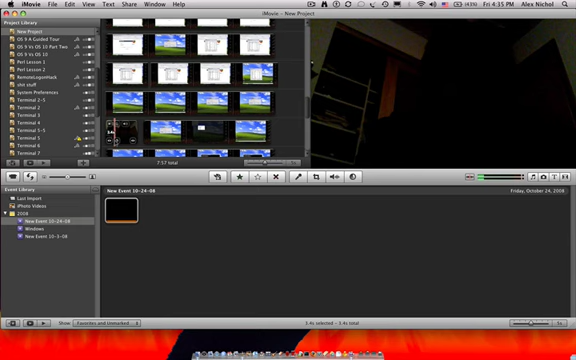 iMovie File Edit View Text Share Window Help (43%) Fri 4:35 PM Alex Nichol
iMovie – New Project
Project Library
New Project
OS 9 A Guided Tour
OS 9 Vs OS 10 Part Two
OS 9 Vs OS 10
Perl Lesson 1
Perl Lesson 2
RemoteLogonHack
shit stuff
System Preferences
Terminal 2-5
Terminal 2
Terminal 3
Terminal 4
Terminal 5-5
Terminal 5
Terminal 6
Terminal 7
7:57 total
Event Library
Last Import
iPhoto Videos
2008
New Event 10-24-08
Windows
New Event 10-3-08
New Event 10-24-08
Friday, October 24, 2008
Show: Favorites and Unmarked
3.4s selected - 3.4s total